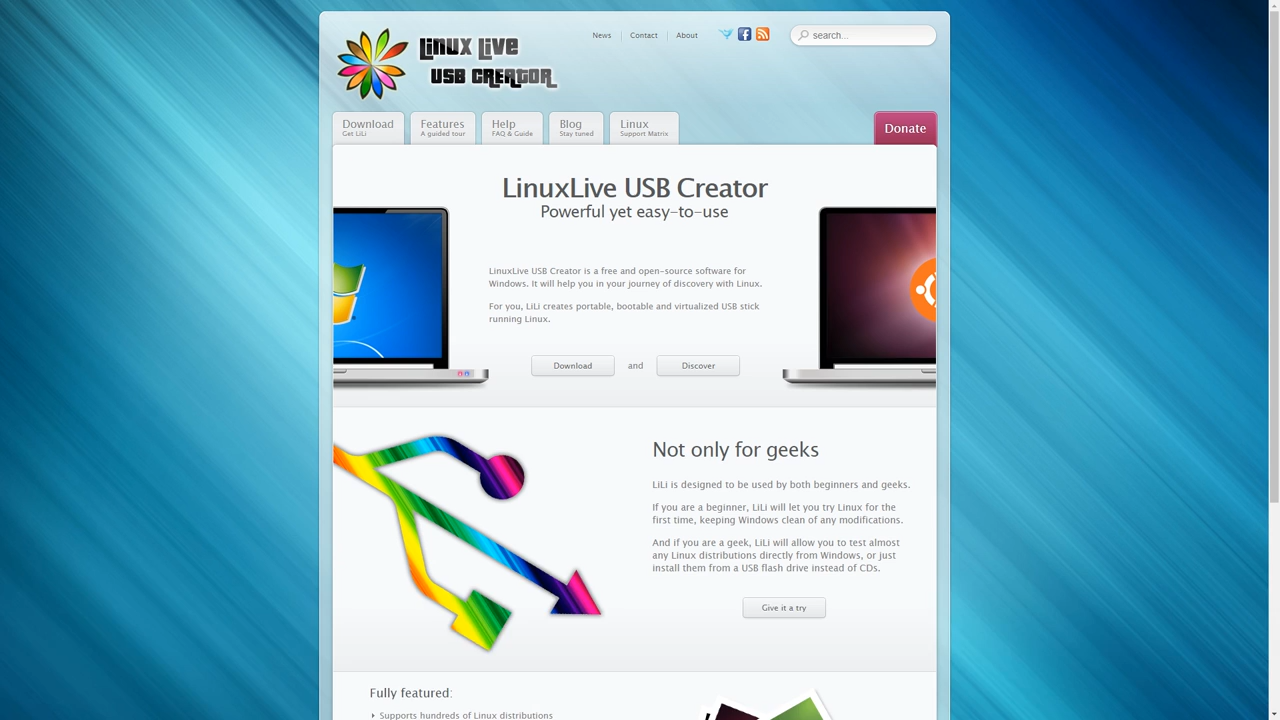 Linux Live
USB CREATOR
News
Contact
About
search...
Download
Get LiLi
Features
A guided tour
Help
FAQ & Guide
Blog
Stay tuned
Linux
Support Matrix
Donate
LinuxLive USB Creator
Powerful yet easy-to-use
LinuxLive USB Creator is a free and open-source software for
Windows. It will help you in your journey of discovery with Linux.
For you, LiLi creates portable, bootable and virtualized USB stick
running Linux.
Download
and
Discover
Not only for geeks
LiLi is designed to be used by both beginners and geeks.
If you are a beginner, LiLi will let you try Linux for the
first time, keeping Windows clean of any modifications.
And if you are a geek, LiLi will allow you to test almost
any Linux distributions directly from Windows, or just
install them from a USB flash drive instead of CDs.
Give it a try
Fully featured:
Supports hundreds of Linux distributions